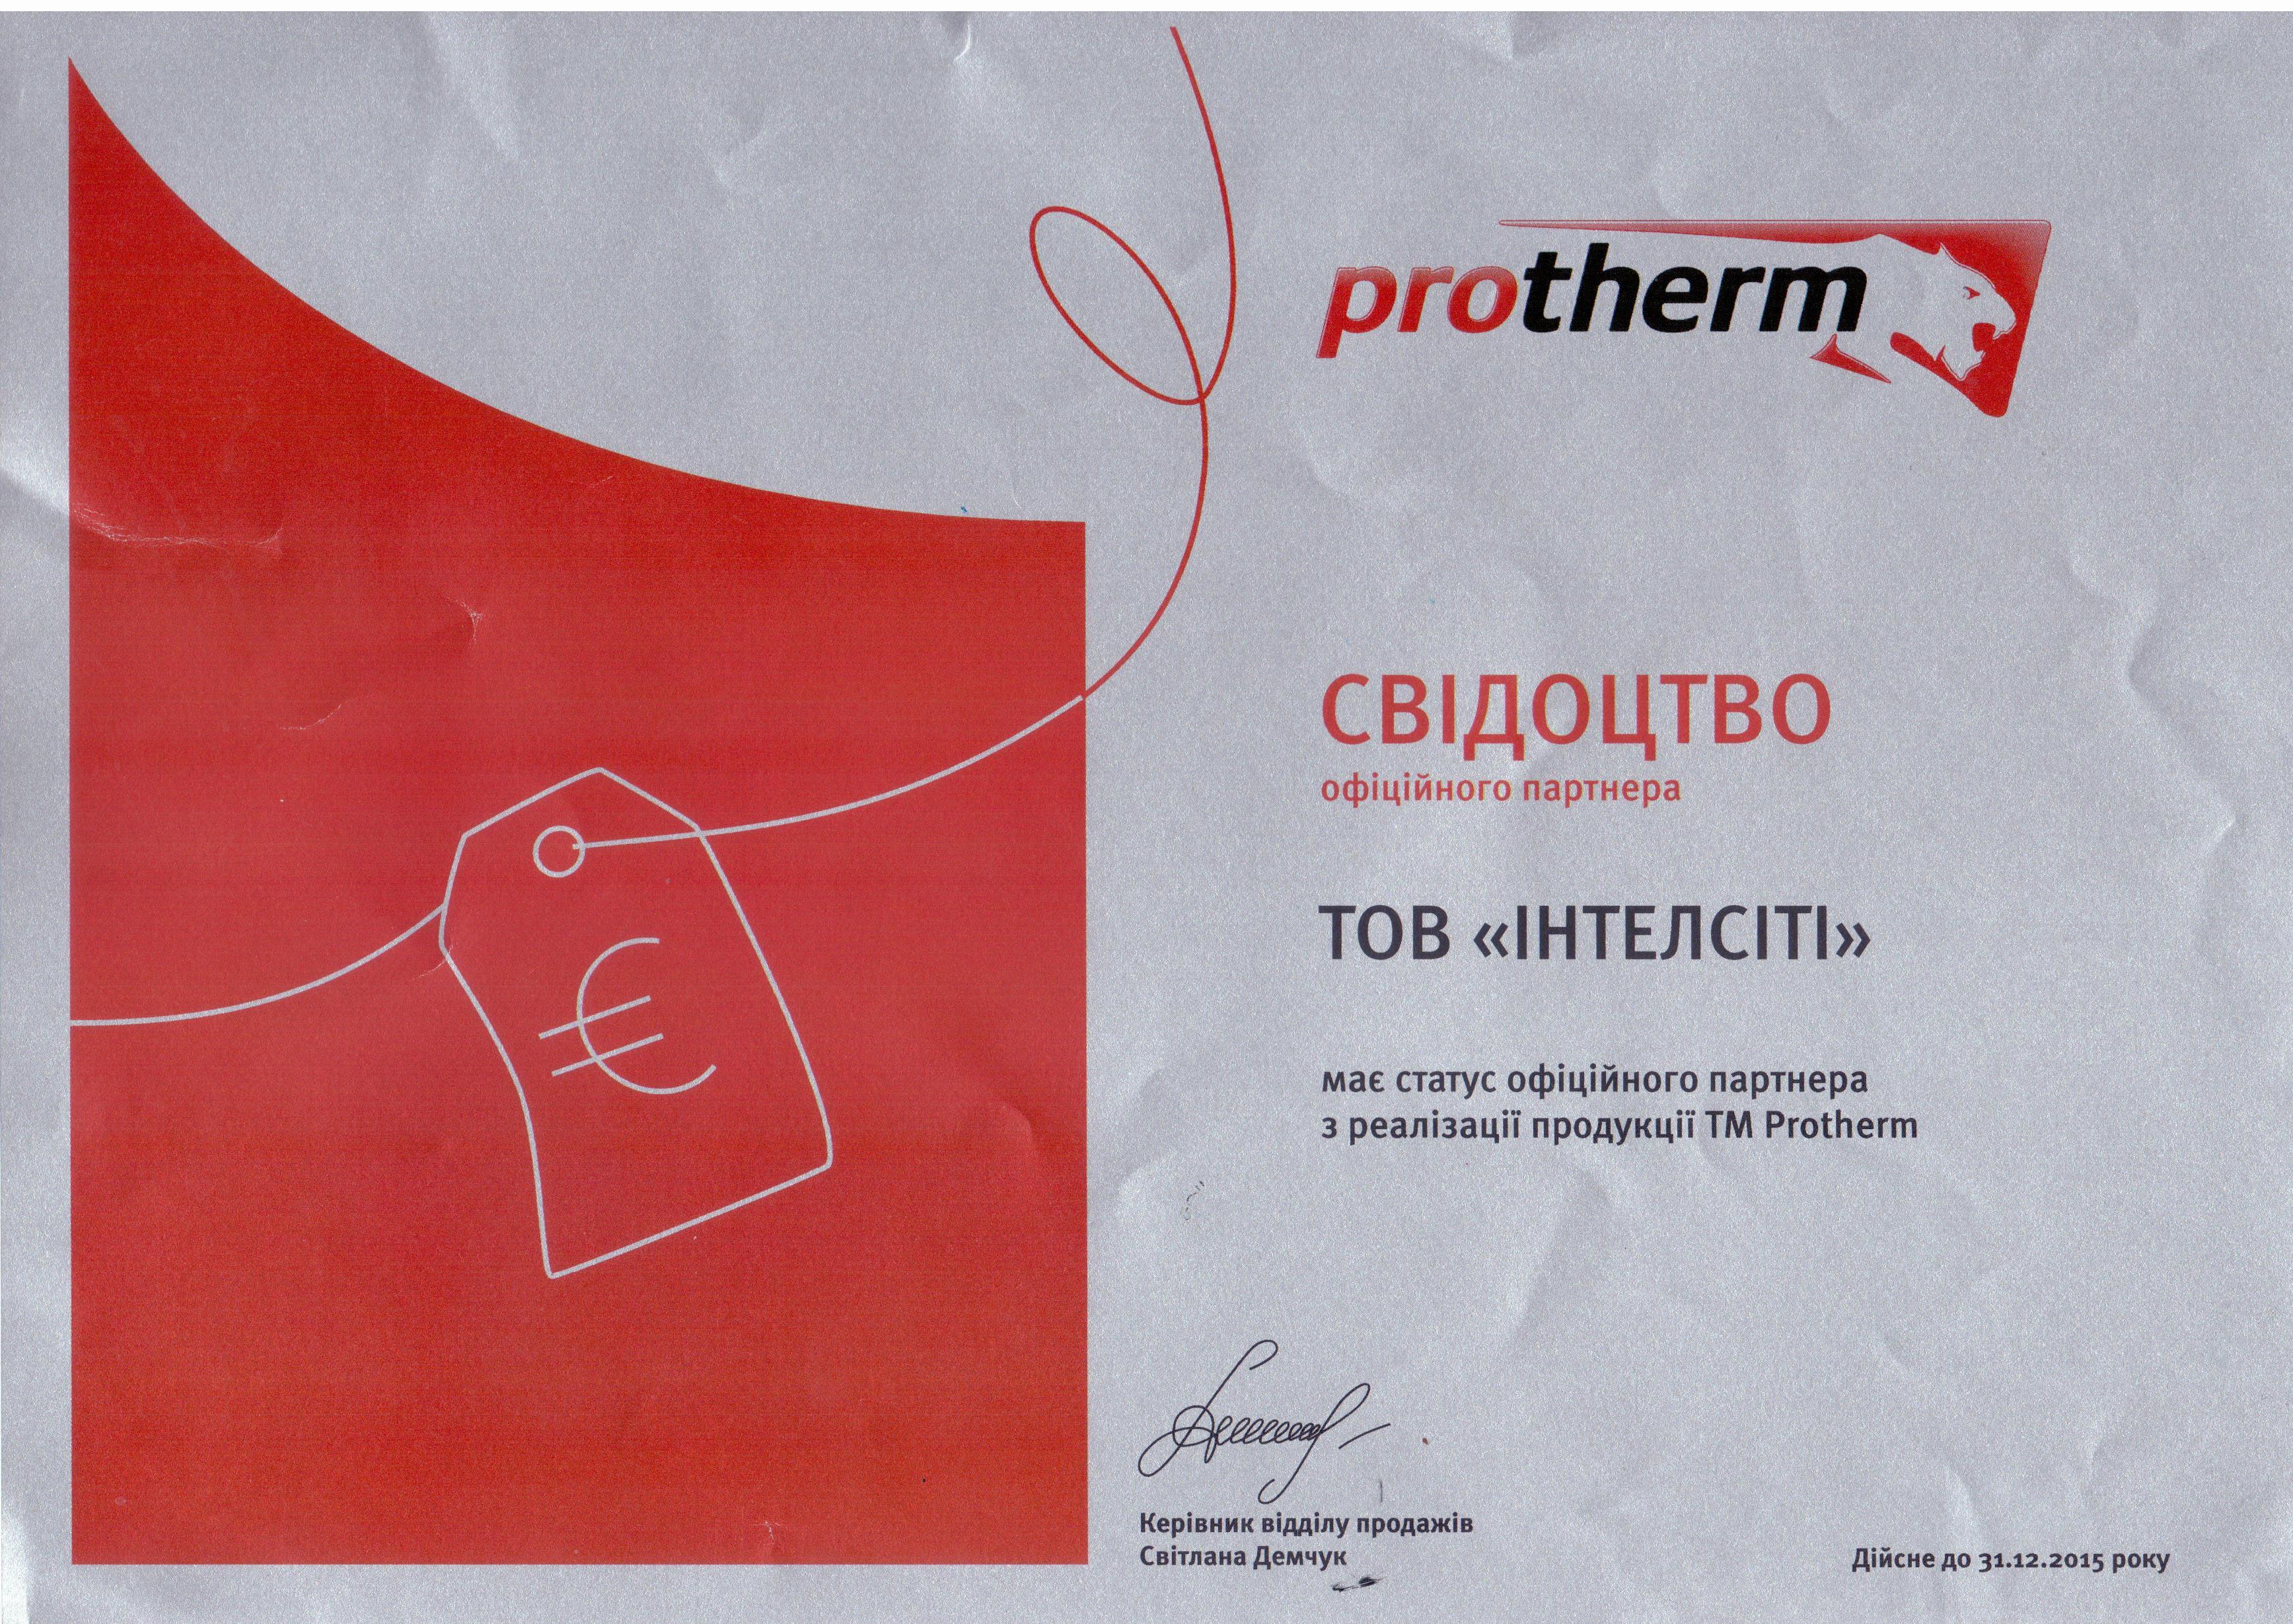 protherm
СВІДОЦТВО
офіційного партнера
ТОВ «ІНТЕЛСІТІ»
має статус офіційного партнера
з реалізації продукції ТМ Protherm
Керівник відділу продажів
Світлана Демчук
Дійсне до 31.12.2015 року
€